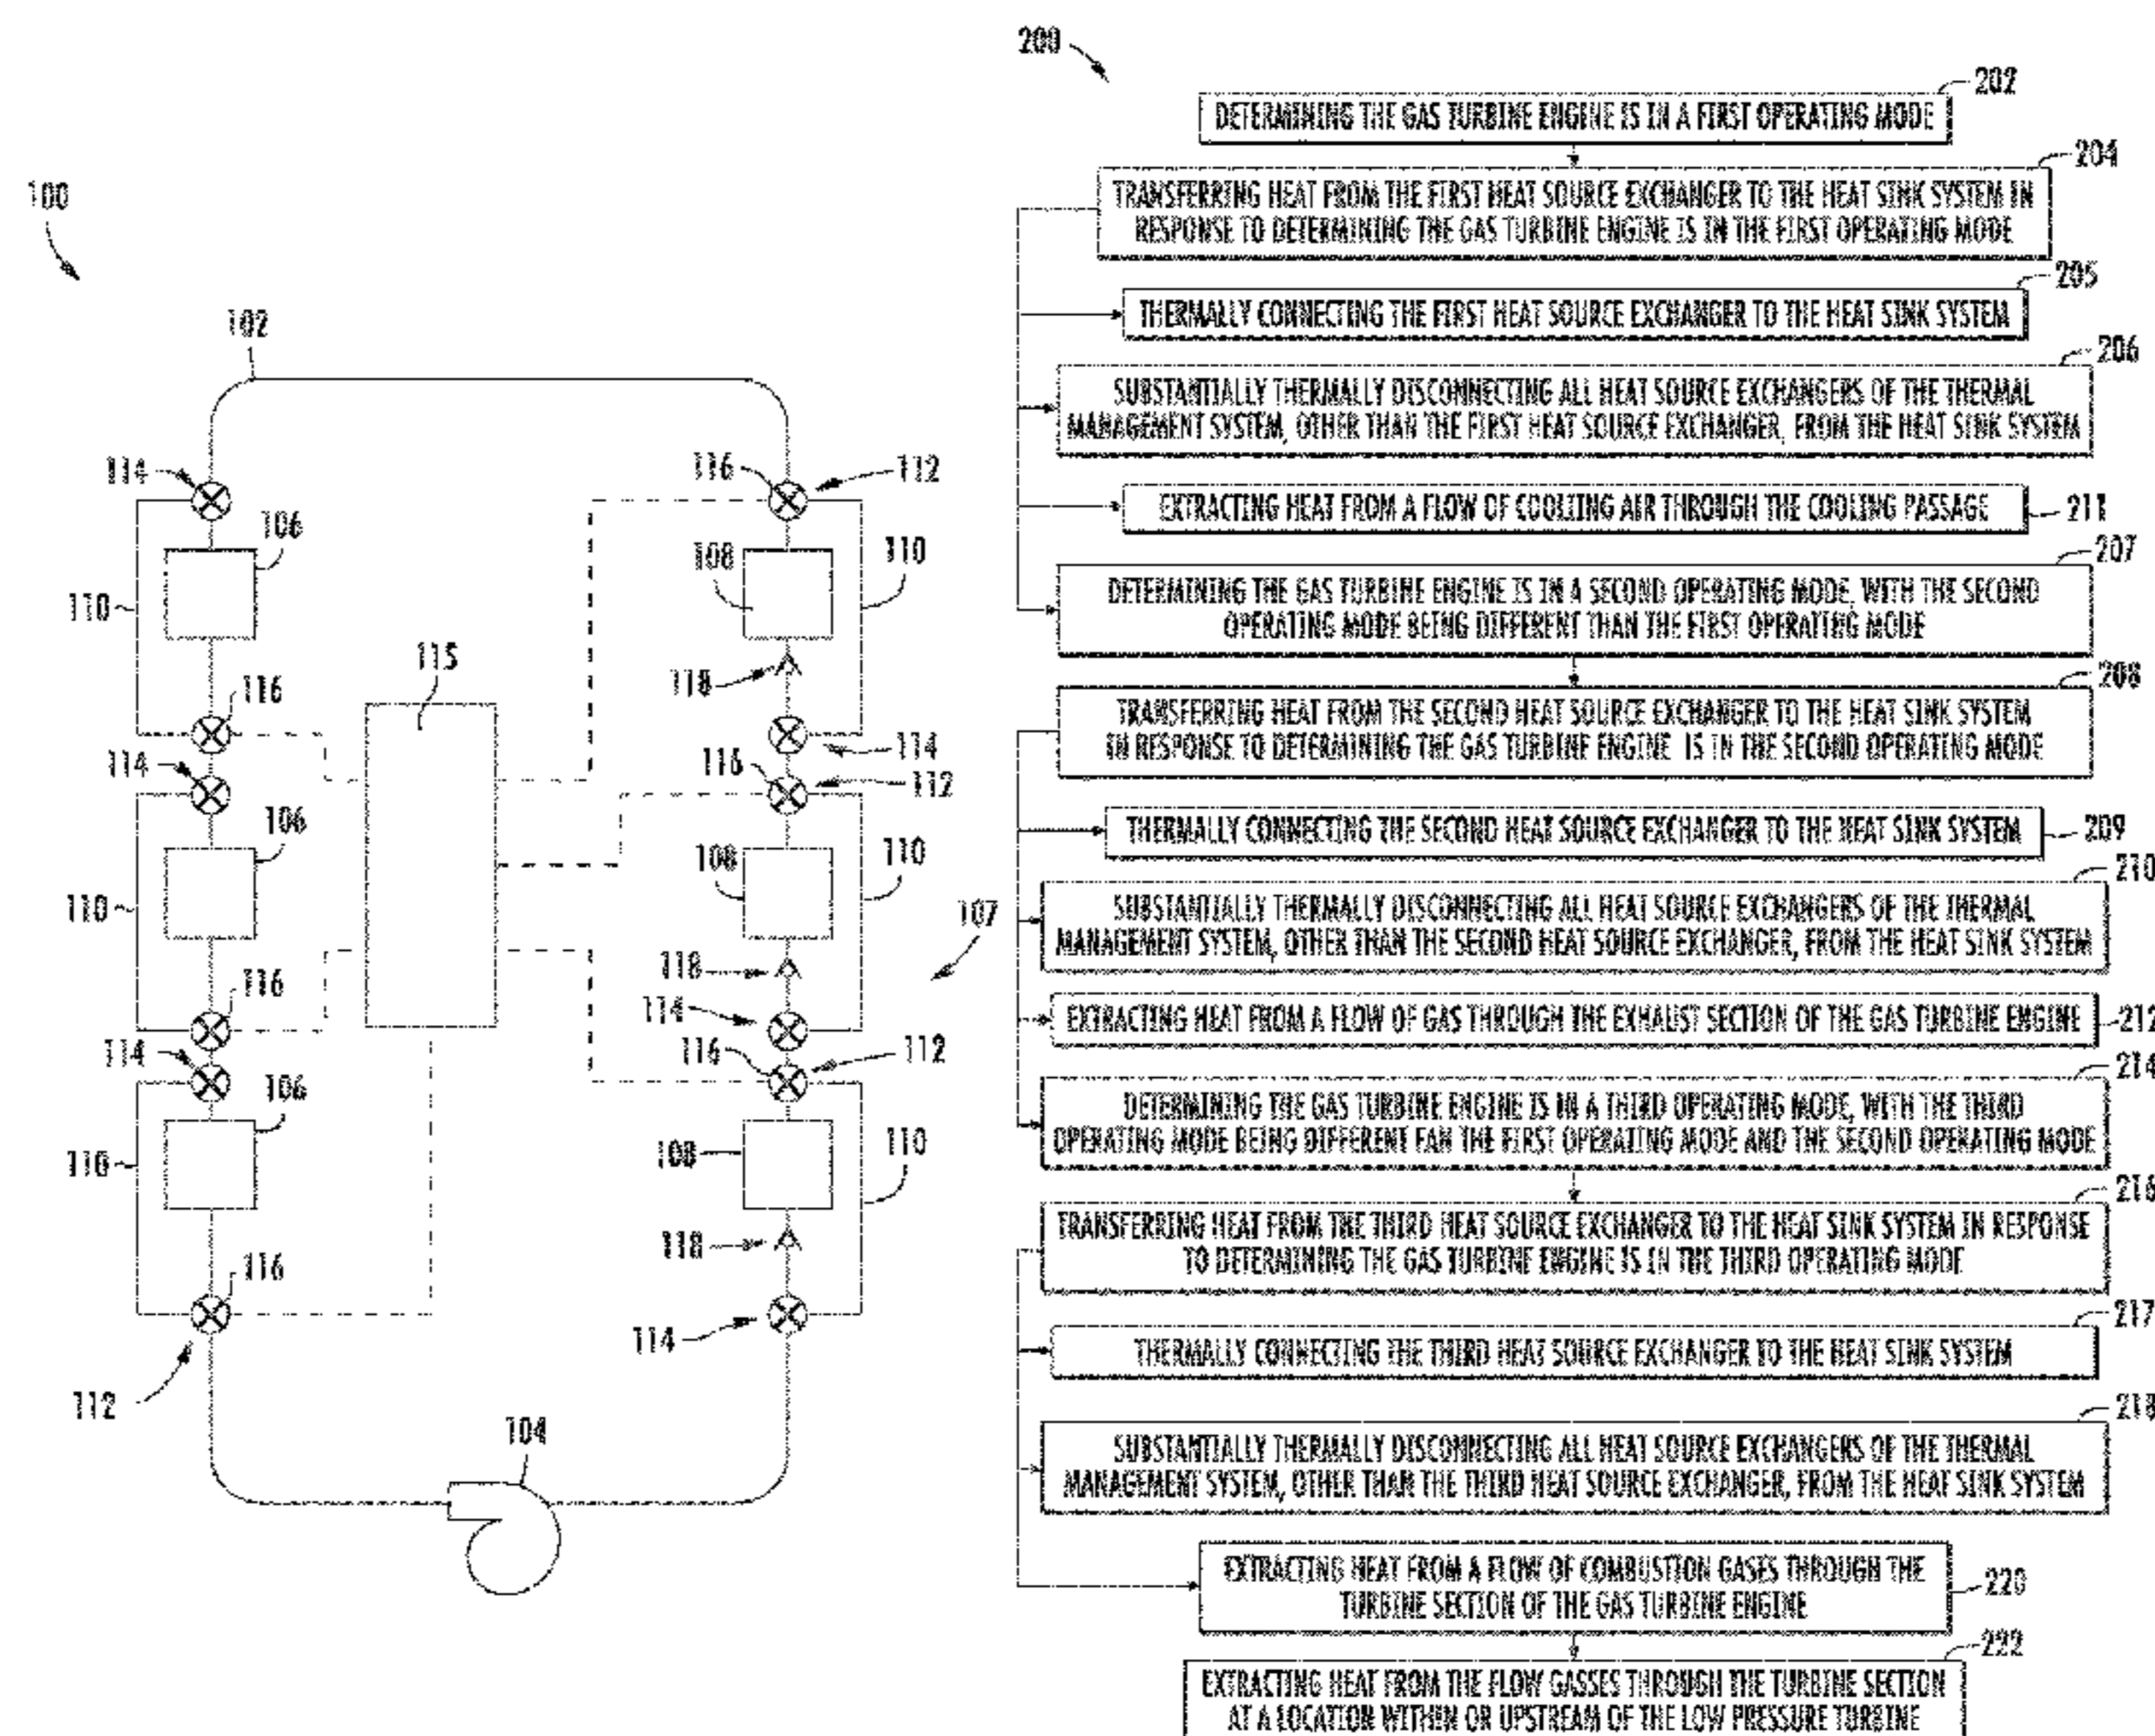 100
102
114
116
112
106
108
110
110
115
118
116
114
114
116
112
106
108
110
110
107
118
116
114
114
116
112
106
108
110
110
118
116
114
112
104
200
202
DETERMINING THE GAS TURBINE ENGINE IS IN A FIRST OPERATING MODE
204
TRANSFERRING HEAT FROM THE FIRST HEAT SOURCE EXCHANGER TO THE HEAT SINK SYSTEM IN
RESPONSE TO DETERMINING THE GAS TURBINE ENGINE IS IN THE FIRST OPERATING MODE
205
THERMALLY CONNECTING THE FIRST HEAT SOURCE EXCHANGER TO THE HEAT SINK SYSTEM
206
SUBSTANTIALLY THERMALLY DISCONNECTING ALL HEAT SOURCE EXCHANGERS OF THE THERMAL
MANAGEMENT SYSTEM, OTHER THAN THE FIRST HEAT SOURCE EXCHANGER, FROM THE HEAT SINK SYSTEM
EXTRACTING HEAT FROM A FLOW OF COOLING AIR THROUGH THE COOLING PASSAGE
211
207
DETERMINING THE GAS TURBINE ENGINE IS IN A SECOND OPERATING MODE, WITH THE SECOND
OPERATING MODE BEING DIFFERENT THAN THE FIRST OPERATING MODE
208
TRANSFERRING HEAT FROM THE SECOND HEAT SOURCE EXCHANGER TO THE HEAT SINK SYSTEM
IN RESPONSE TO DETERMINING THE GAS TURBINE ENGINE IS IN THE SECOND OPERATING MODE
THERMALLY CONNECTING THE SECOND HEAT SOURCE EXCHANGER TO THE HEAT SINK SYSTEM
209
210
SUBSTANTIALLY THERMALLY DISCONNECTING ALL HEAT SOURCE EXCHANGERS OF THE THERMAL
MANAGEMENT SYSTEM, OTHER THAN THE SECOND HEAT SOURCE EXCHANGER, FROM THE HEAT SINK SYSTEM
EXTRACTING HEAT FROM A FLOW OF GAS THROUGH THE EXHAUST SECTION OF THE GAS TURBINE ENGINE
212
214
DETERMINING THE GAS TURBINE ENGINE IS IN A THIRD OPERATING MODE, WITH THE THIRD
OPERATING MODE BEING DIFFERENT FAN THE FIRST OPERATING MODE AND THE SECOND OPERATING MODE
216
TRANSFERRING HEAT FROM THE THIRD HEAT SOURCE EXCHANGER TO THE HEAT SINK SYSTEM IN RESPONSE
TO DETERMINING THE GAS TURBINE ENGINE IS IN THE THIRD OPERATING MODE
217
THERMALLY CONNECTING THE THIRD HEAT SOURCE EXCHANGER TO THE HEAT SINK SYSTEM
218
SUBSTANTIALLY THERMALLY DISCONNECTING ALL HEAT SOURCE EXCHANGERS OF THE THERMAL
MANAGEMENT SYSTEM, OTHER THAN THE THIRD HEAT SOURCE EXCHANGER, FROM THE HEAT SINK SYSTEM
EXTRACTING HEAT FROM A FLOW OF COMBUSTION GASES THROUGH THE
TURBINE SECTION OF THE GAS TURBINE ENGINE
220
222
EXTRACTING HEAT FROM THE FLOW GASSES THROUGH THE TURBINE SECTION
AT A LOCATION WITHIN OR UPSTREAM OF THE LOW PRESSURE TURBINE